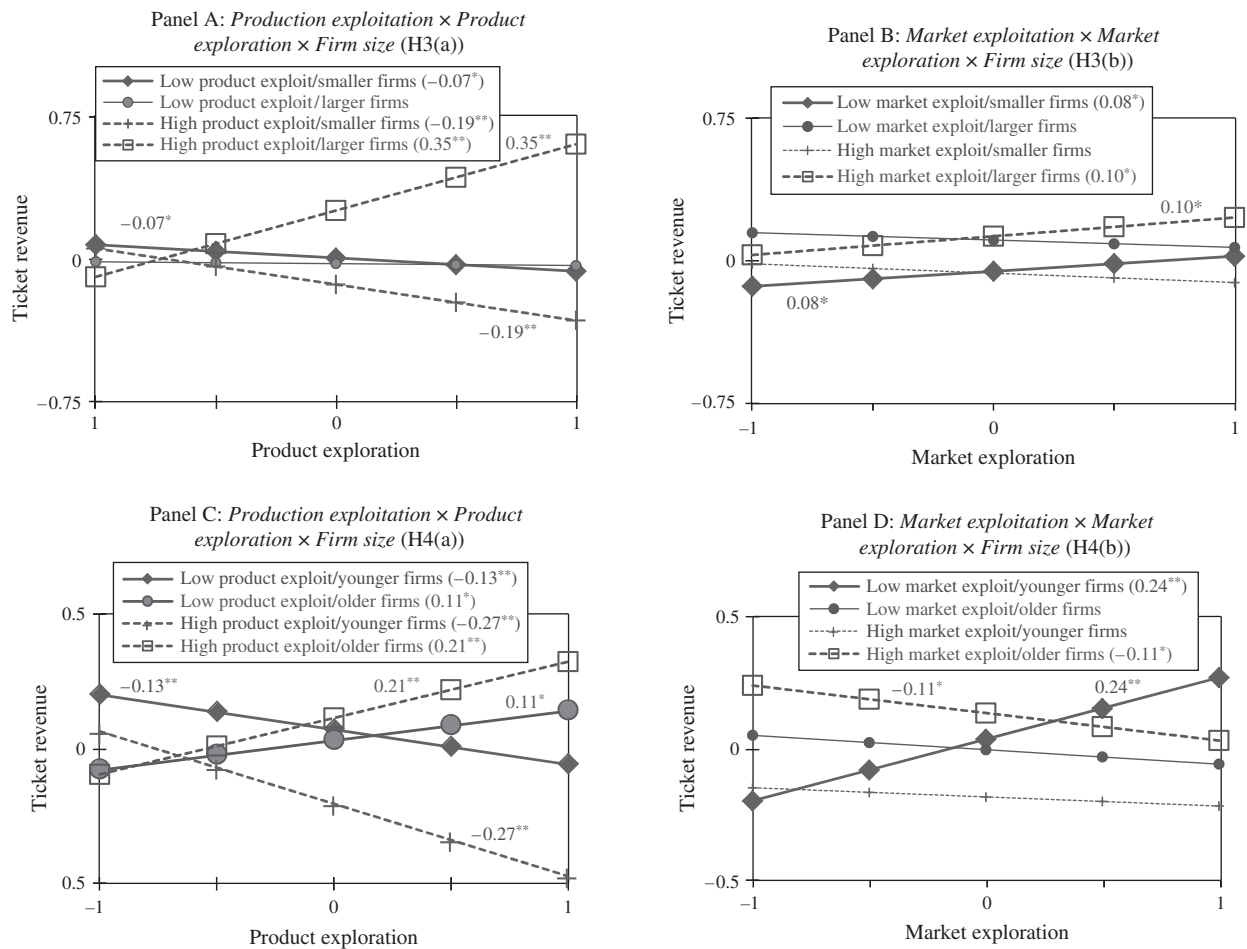 Panel A: Production exploitation × Product
exploration × Firm size (H3(a))
Low product exploit/smaller firms (−0.07*)
Low product exploit/larger firms
High product exploit/smaller firms (−0.19**)
High product exploit/larger firms (0.35**)
0.75
0
−0.75
Ticket revenue
−0.07*
0.35**
−0.19**
1
0
1
Product exploration
Panel B: Market exploitation × Market
exploration × Firm size (H3(b))
Low market exploit/smaller firms (0.08*)
Low market exploit/larger firms
High market exploit/smaller firms
High market exploit/larger firms (0.10*)
0.75
0
−0.75
Ticket revenue
0.10*
0.08*
−1
0
1
Market exploration
Panel C: Production exploitation × Product
exploration × Firm size (H4(a))
Low product exploit/younger firms (−0.13**)
Low product exploit/older firms (0.11*)
High product exploit/younger firms (−0.27**)
High product exploit/older firms (0.21**)
0.5
0
0.5
Ticket revenue
−0.13**
0.21**
0.11*
−0.27**
−1
0
1
Product exploration
Panel D: Market exploitation × Market
exploration × Firm size (H4(b))
Low market exploit/younger firms (0.24**)
Low market exploit/older firms
High market exploit/younger firms
High market exploit/older firms (−0.11*)
0.5
0
−0.5
Ticket revenue
−0.11*
0.24**
−1
0
1
Market exploration